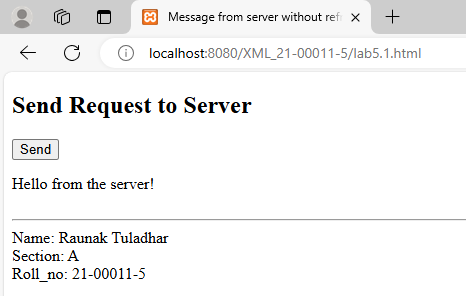 Message from server without refr
localhost:8080/XML_21-00011-5/lab5.1.html
Send Request to Server
Send
Hello from the server!
Name: Raunak Tuladhar
Section: A
Roll_no: 21-00011-5